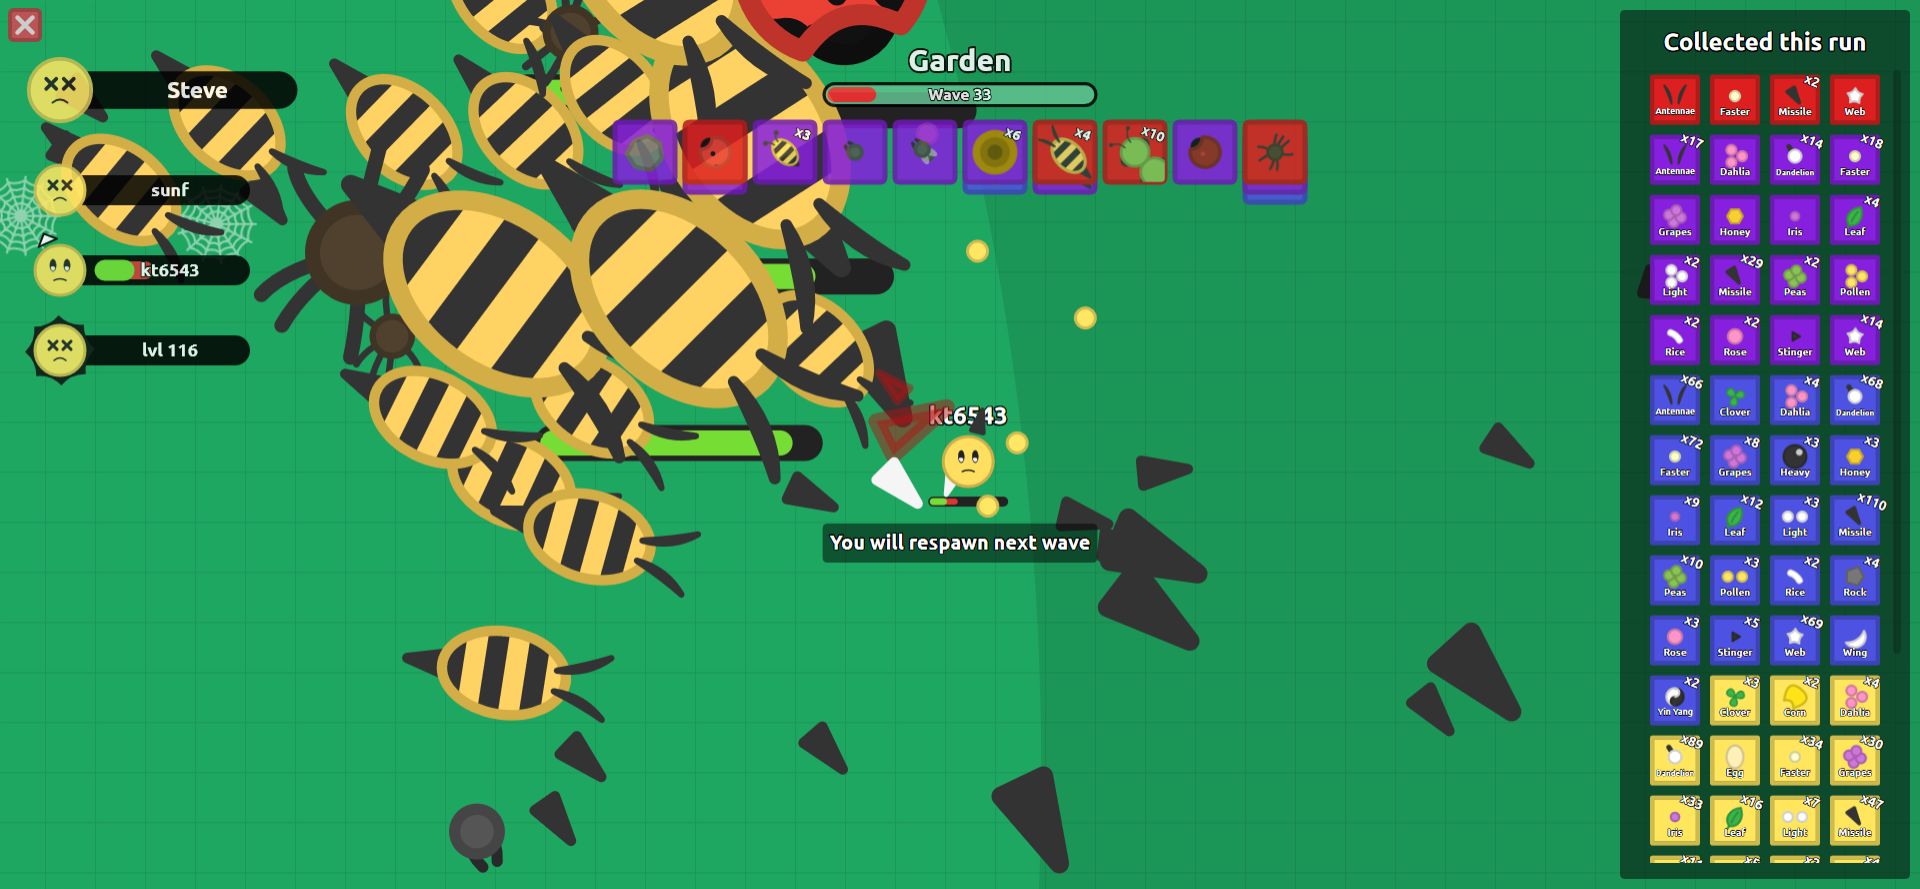 Garden
Wave 33
Steve
sunf
kt6543
lvl 116
x3
x6
x4
x10
kt6543
You will respawn next wave
Collected this run
Antennae
Faster
x2 Missile
Web
x17 Antennae
Dahlia
x14 Dandelion
x18 Faster
Grapes
Honey
Iris
x4 Leaf
x2 Light
x29 Missile
x2 Peas
Pollen
x2 Rice
x2 Rose
Stinger
x14 Web
x66 Antennae
Clover
x4 Dahlia
x68 Dandelion
x72 Faster
x8 Grapes
x3 Heavy
x3 Honey
x9 Iris
x12 Leaf
x3 Light
x110 Missile
x10 Peas
x3 Pollen
x2 Rice
x4 Rock
x3 Rose
x5 Stinger
x69 Web
Wing
x2 Yin Yang
x3 Clover
x2 Corn
x4 Dahlia
x89 Dandelion
Egg
x34 Faster
x30 Grapes
x33 Iris
x16 Leaf
x7 Light
x47 Missile